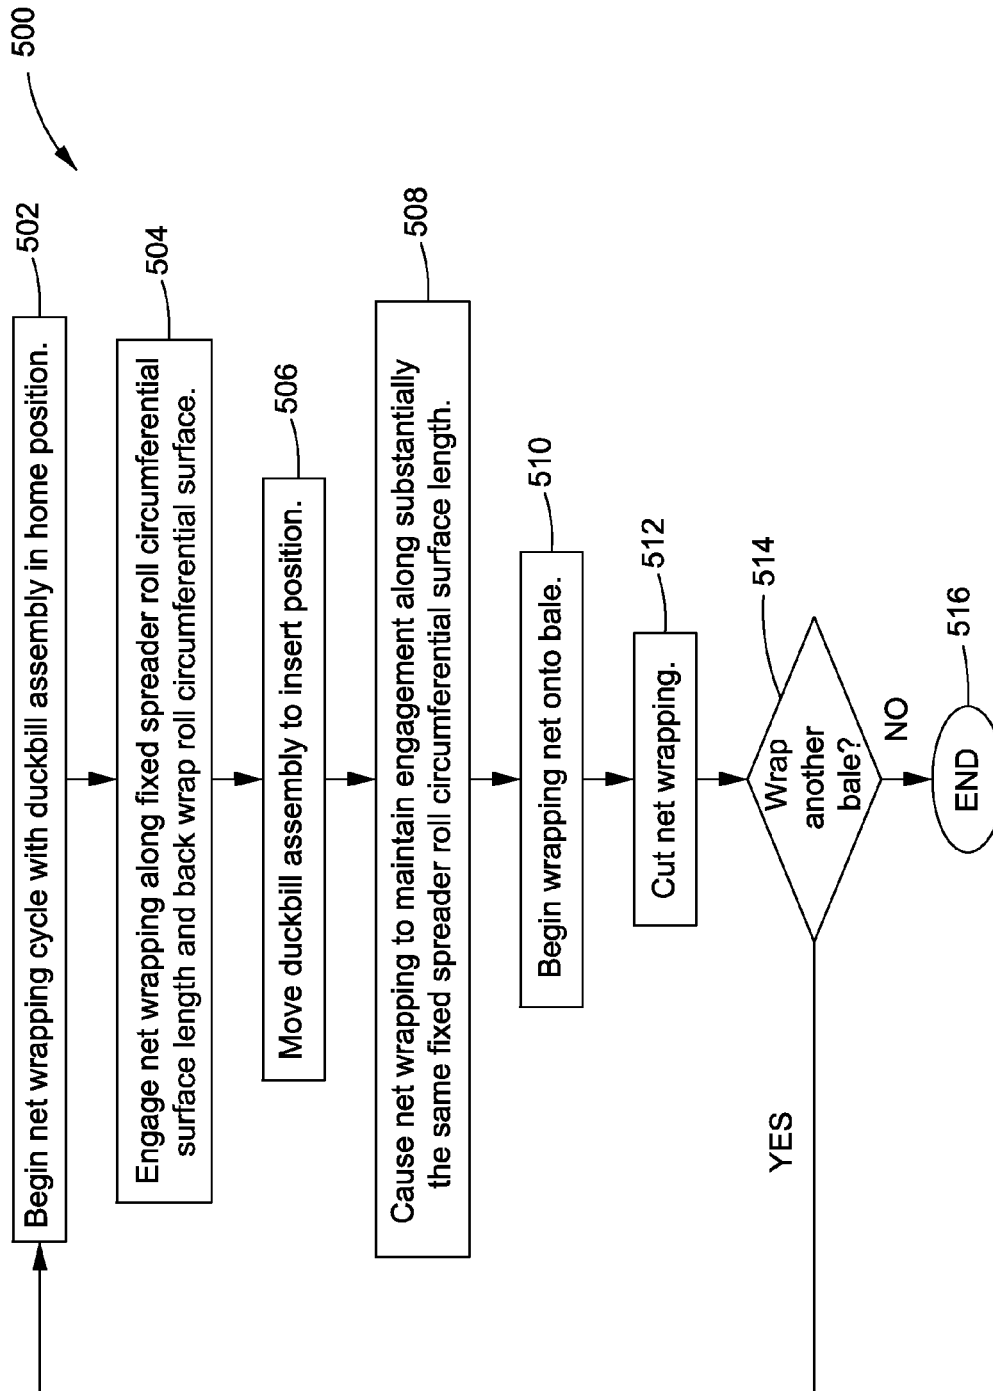 500
502
Begin net wrapping cycle with duckbill assembly in home position.
504
Engage net wrapping along fixed spreader roll circumferential
surface length and back wrap roll circumferential surface.
506
Move duckbill assembly to insert position.
508
Cause net wrapping to maintain engagement along substantially
the same fixed spreader roll circumferential surface length.
510
Begin wrapping net onto bale.
512
Cut net wrapping.
514
Wrap
another
bale?
YES
NO
516
END